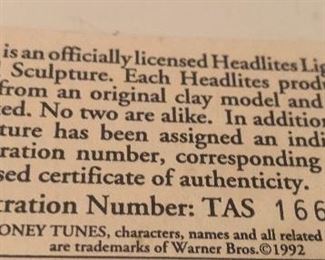 is an officially licensed Headlites Lig
Sculpture. Each Headlites produ
from an original clay model and
ted. No two are alike. In addition
ture has been assigned an indi
ration number, corresponding
sed certificate of authenticity.
tration Number: TAS 166
ONEY TUNES, characters, names and all related
are trademarks of Warner Bros.©1992